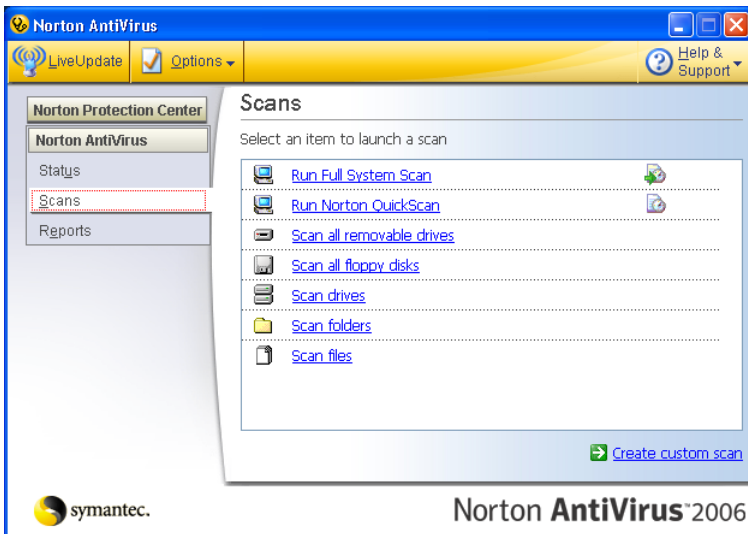 Norton AntiVirus
LiveUpdate Options Help & Support
Norton Protection Center
Norton AntiVirus
Status
Scans
Reports
Scans
Select an item to launch a scan
Run Full System Scan
Run Norton QuickScan
Scan all removable drives
Scan all floppy disks
Scan drives
Scan folders
Scan files
Create custom scan
symantec.
Norton AntiVirus™2006